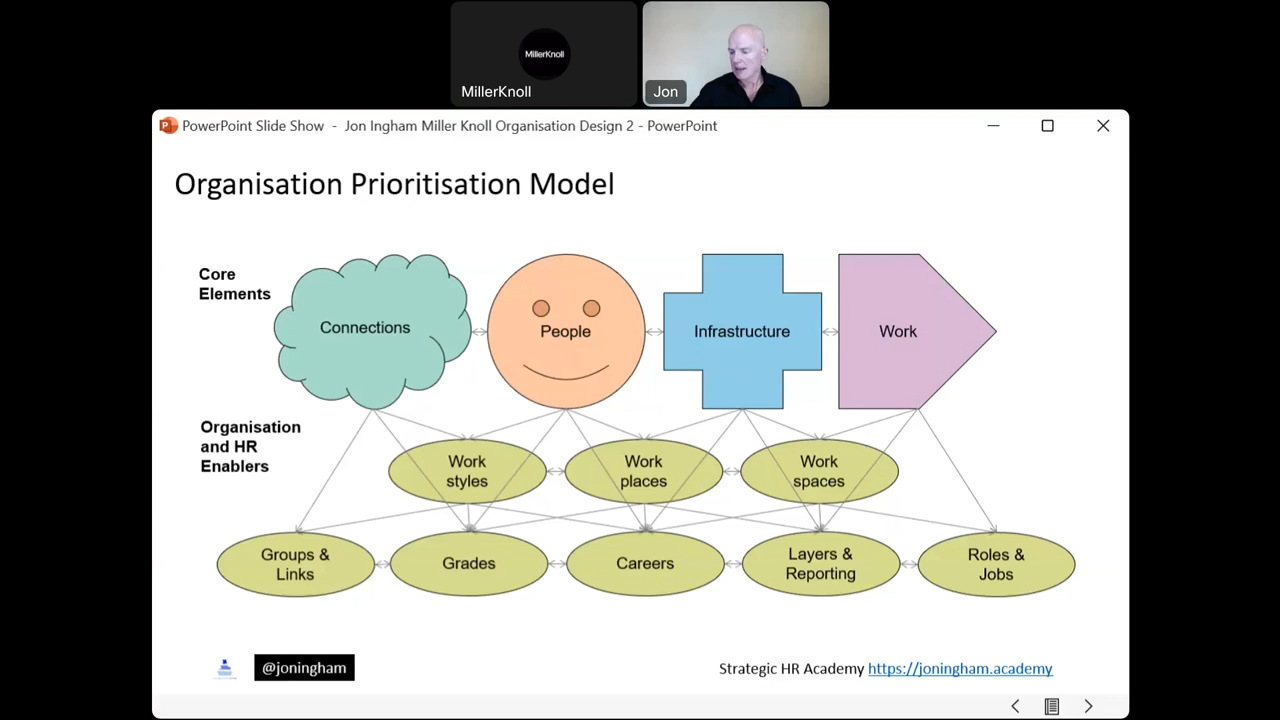 MillerKnoll
MillerKnoll
Jon
PowerPoint Slide Show - Jon Ingham Miller Knoll Organisation Design 2 - PowerPoint
Organisation Prioritisation Model
Core
Elements
Connections
People
Infrastructure
Work
Organisation
and HR
Enablers
Work
styles
Work
places
Work
spaces
Groups &
Links
Grades
Careers
Layers &
Reporting
Roles &
Jobs
@joningham
Strategic HR Academy https://joningham.academy